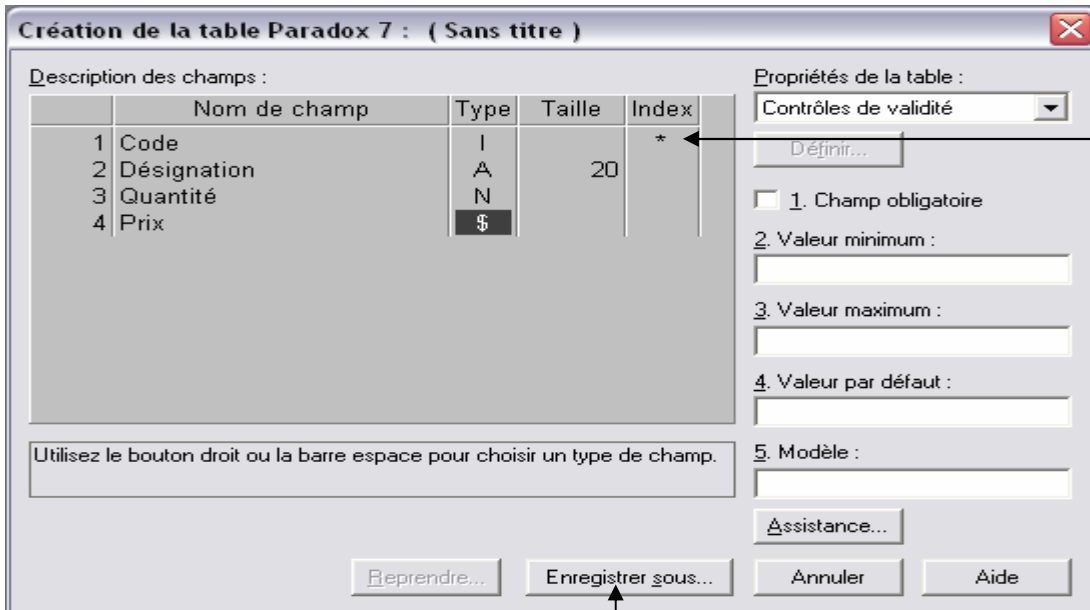 Création de la table Paradox 7 : ( Sans titre )
Description des champs :
Nom de champ Type Taille Index
1 Code I *
2 Désignation A 20
3 Quantité N
4 Prix $
Utilisez le bouton droit ou la barre espace pour choisir un type de champ.
Reprendre...
Enregistrer sous...
Propriétés de la table :
Contrôles de validité
Définir...
1. Champ obligatoire
2. Valeur minimum :
3. Valeur maximum :
4. Valeur par défaut :
5. Modèle :
Assistance...
Annuler
Aide